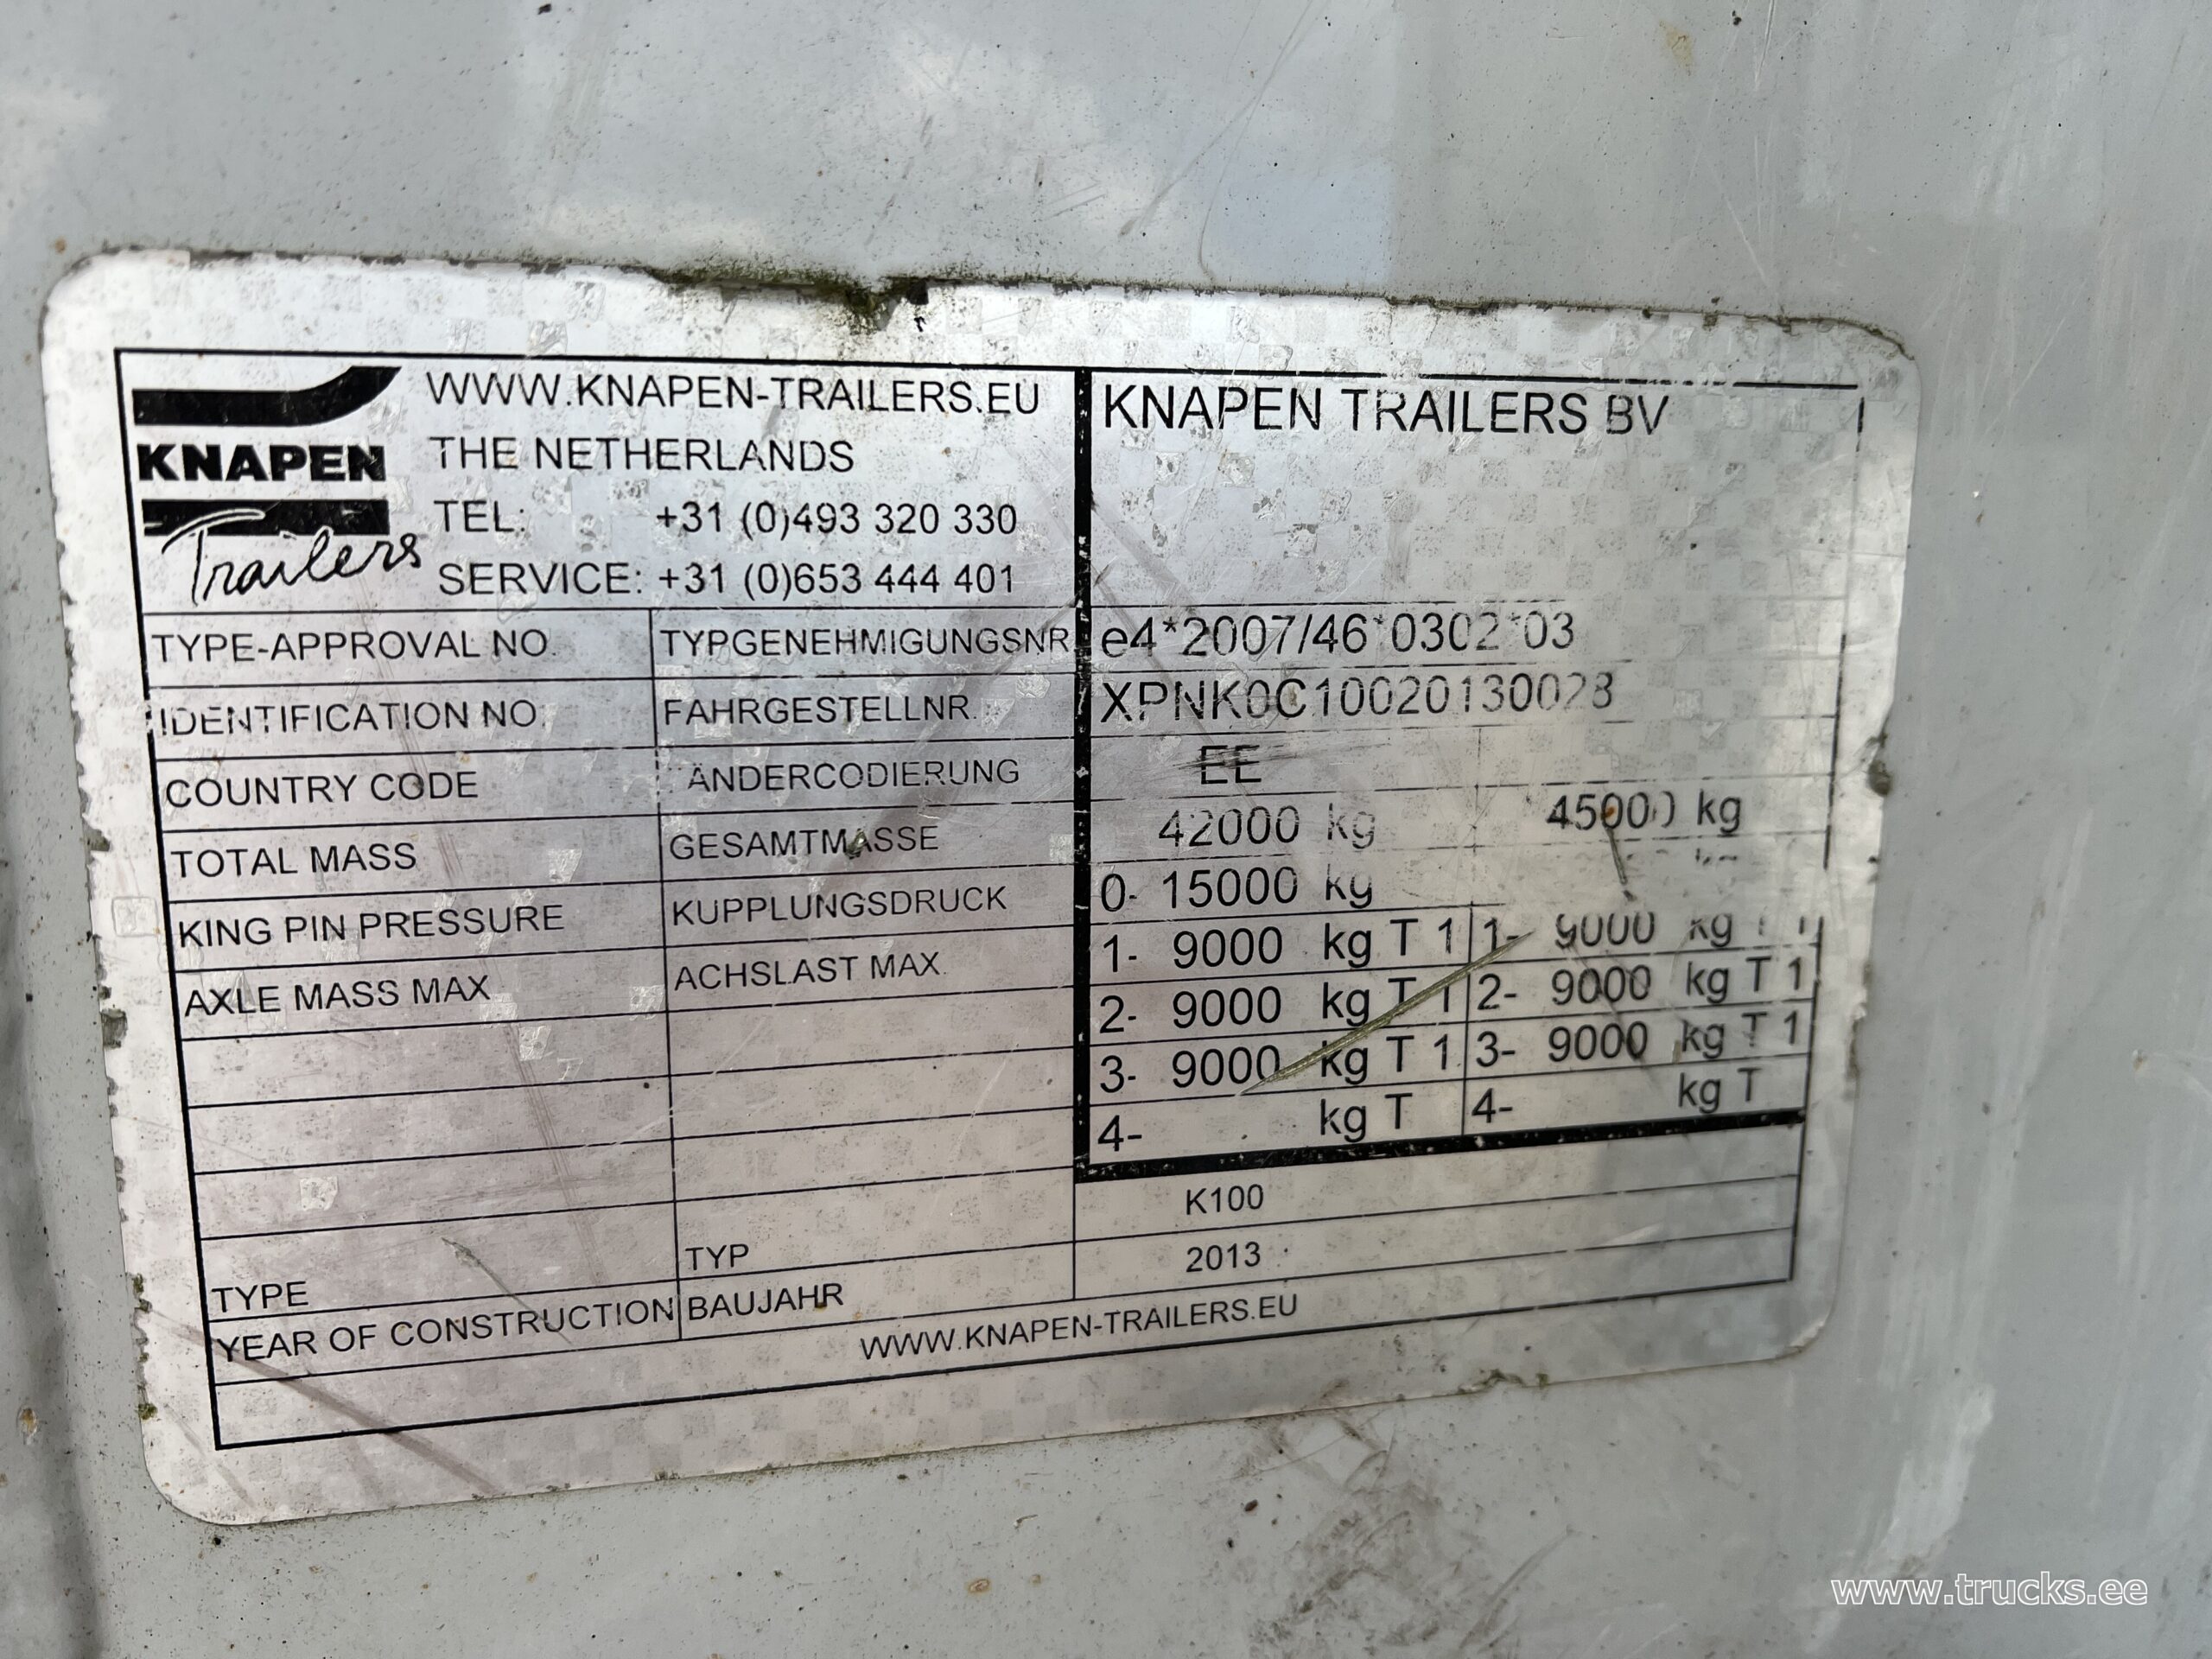 KNAPEN
Trailers
WWW.KNAPEN-TRAILERS.EU
THE NETHERLANDS
TEL: +31 (0)493 320 330
SERVICE: +31 (0)653 444 401
KNAPEN TRAILERS BV
TYPE-APPROVAL NO. TYPGENEHMIGUNGSNR. e4*2007/46*0302*03
IDENTIFICATION NO. FAHRGESTELLNR. XPNK0C10020130028
COUNTRY CODE ÄNDERCODIERUNG EE
TOTAL MASS GESAMTMASSE 42000 kg 45000 kg
KING PIN PRESSURE KUPPLUNGSDRUCK 0- 15000 kg
AXLE MASS MAX ACHSLAST MAX. 1- 9000 kg T 1 1- 9000 kg T 1
2- 9000 kg T 1 2- 9000 kg T 1
3- 9000 kg T 1 3- 9000 kg T 1
4- kg T 4- kg T
TYPE TYP K100
YEAR OF CONSTRUCTION BAUJAHR 2013
WWW.KNAPEN-TRAILERS.EU
www.trucks.ee